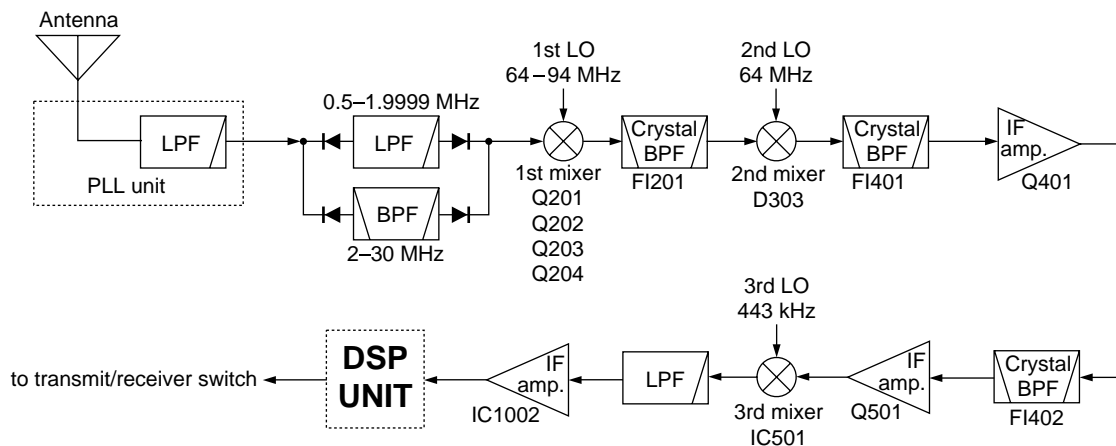 Antenna
LPF
PLL unit
0.5–1.9999 MHz
LPF
BPF
2–30 MHz
1st LO
64–94 MHz
1st mixer
Q201
Q202
Q203
Q204
Crystal
BPF
FI201
2nd LO
64 MHz
2nd mixer
D303
Crystal
BPF
FI401
IF
amp.
Q401
to transmit/receiver switch
DSP
UNIT
IF
amp.
IC1002
LPF
3rd LO
443 kHz
3rd mixer
IC501
IF
amp.
Q501
Crystal
BPF
FI402